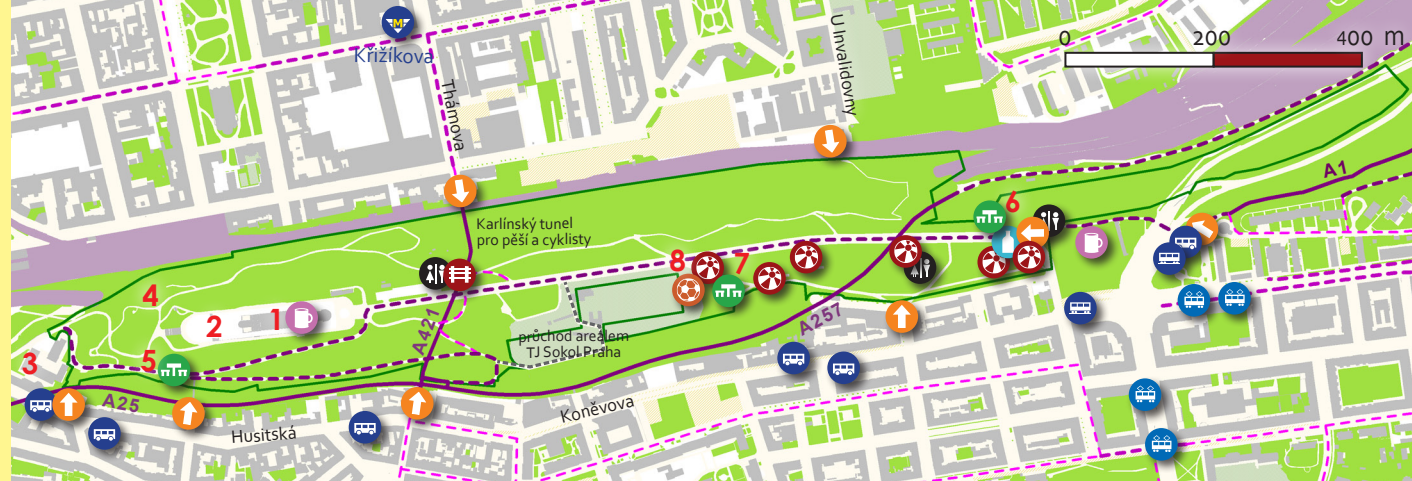 0 200 400 m
M
Křižíkova
Thámova
U Invalidovny
A1
Karlínský tunel
pro pěší a cyklisty
6
8
7
4
1
2
3
5
A421
A257
průchod areálem
TJ Sokol Praha
A25
Koněvova
Husitská